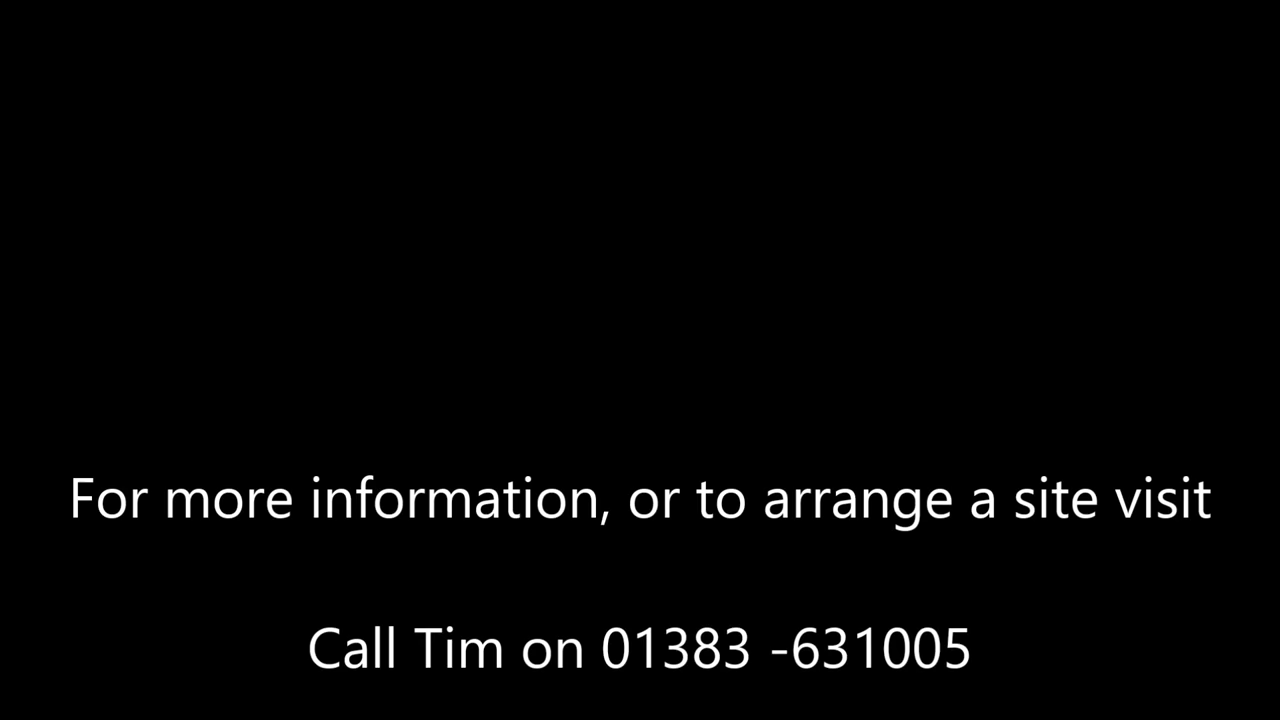 For more information, or to arrange a site visit
Call Tim on 01383 -631005